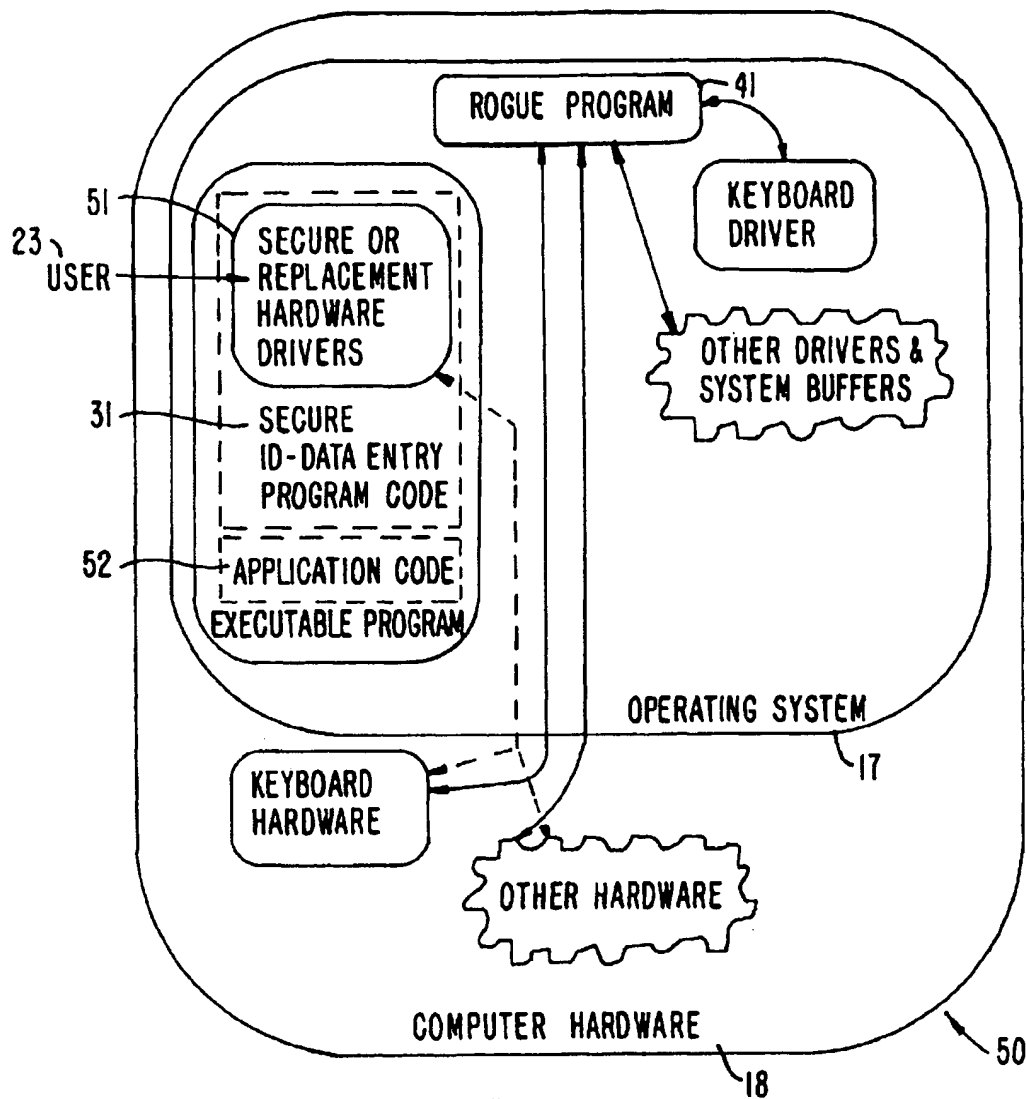 41
ROGUE PROGRAM
KEYBOARD
DRIVER
51
23
USER
SECURE OR
REPLACEMENT
HARDWARE
DRIVERS
OTHER DRIVERS &
SYSTEM BUFFERS
31
SECURE
ID-DATA ENTRY
PROGRAM CODE
52
APPLICATION CODE
EXECUTABLE PROGRAM
OPERATING SYSTEM
17
KEYBOARD
HARDWARE
OTHER HARDWARE
COMPUTER HARDWARE
18
50